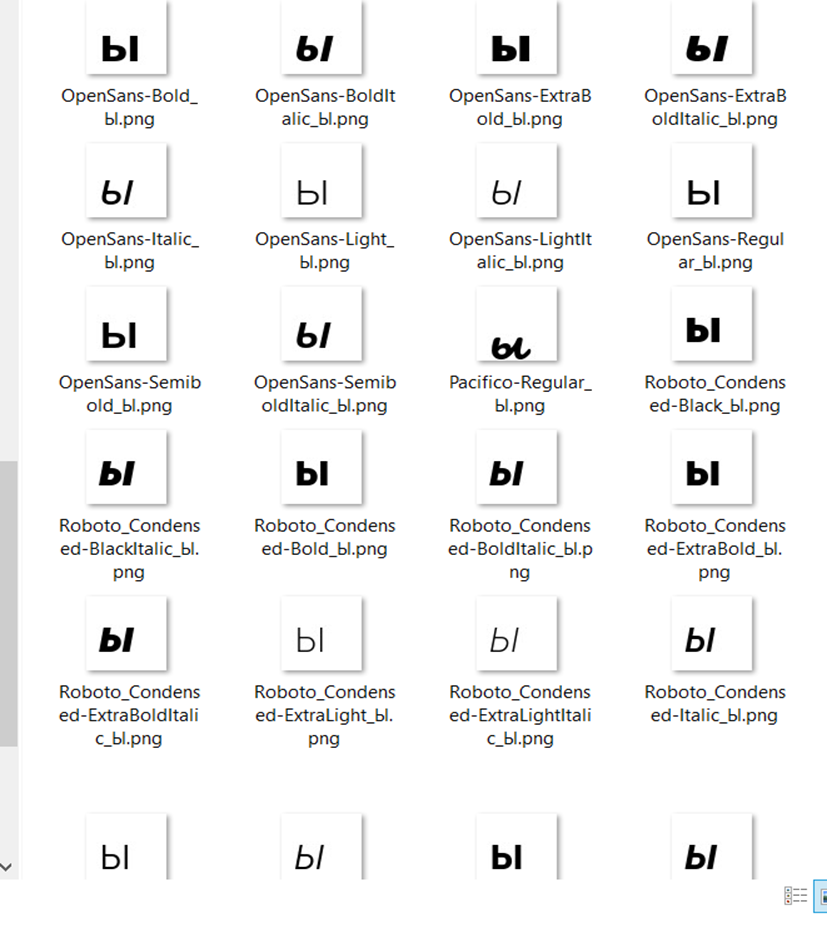 ы ы ы ы
OpenSans-Bold_ OpenSans-BoldIt OpenSans-ExtraB OpenSans-ExtraB
Ы.png alic_Ы.png old_Ы.png oldItalic_Ы.png
ы ы ы ы
OpenSans-Italic_ OpenSans-Light_ OpenSans-LightIt OpenSans-Regul
Ы.png Ы.png alic_Ы.png ar_Ы.png
ы ы ы ы
OpenSans-Semib OpenSans-Semib Pacifico-Regular_ Roboto_Condens
old_Ы.png oldItalic_Ы.png Ы.png ed-Black_Ы.png
ы ы ы ы
Roboto_Condens Roboto_Condens Roboto_Condens Roboto_Condens
ed-BlackItalic_Ы. ed-Bold_Ы.png ed-BoldItalic_Ы.p ed-ExtraBold_Ы.
png ng png
ы ы ы ы
Roboto_Condens Roboto_Condens Roboto_Condens Roboto_Condens
ed-ExtraBoldItali ed-ExtraLight_Ы. ed-ExtraLightItali ed-Italic_Ы.png
c_Ы.png png c_Ы.png
ы ы ы ы